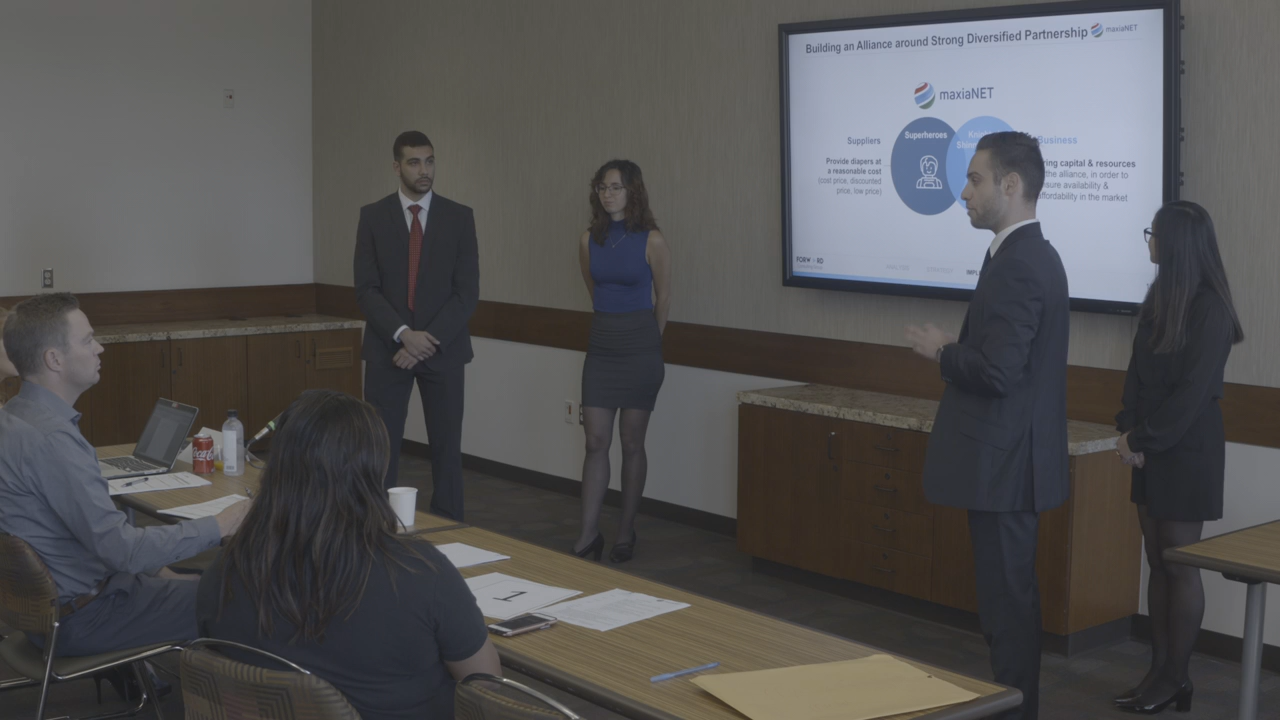 Building an Alliance around Strong Diversified Partnership
maxiaNET
maxiaNET
Suppliers
Superheroes
Business
Provide diapers at
a reasonable cost
(cost price, discounted
price, low price)
capital & resources
the alliance, in order to
availability &
affordability in the market
1